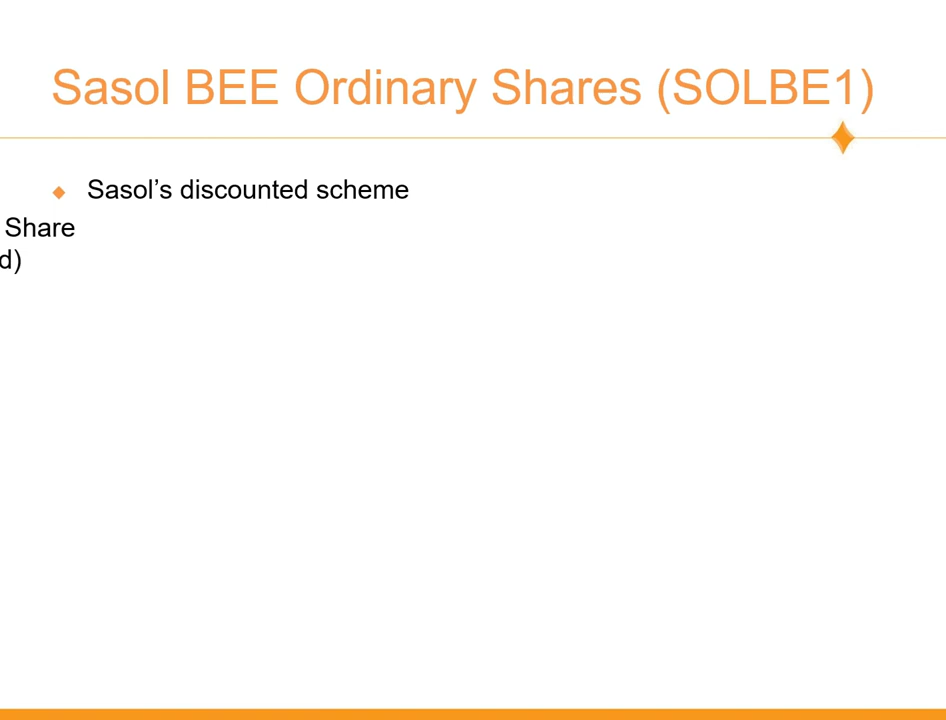 Sasol BEE Ordinary Shares (SOLBE1)
Sasol’s discounted scheme
Share
d)